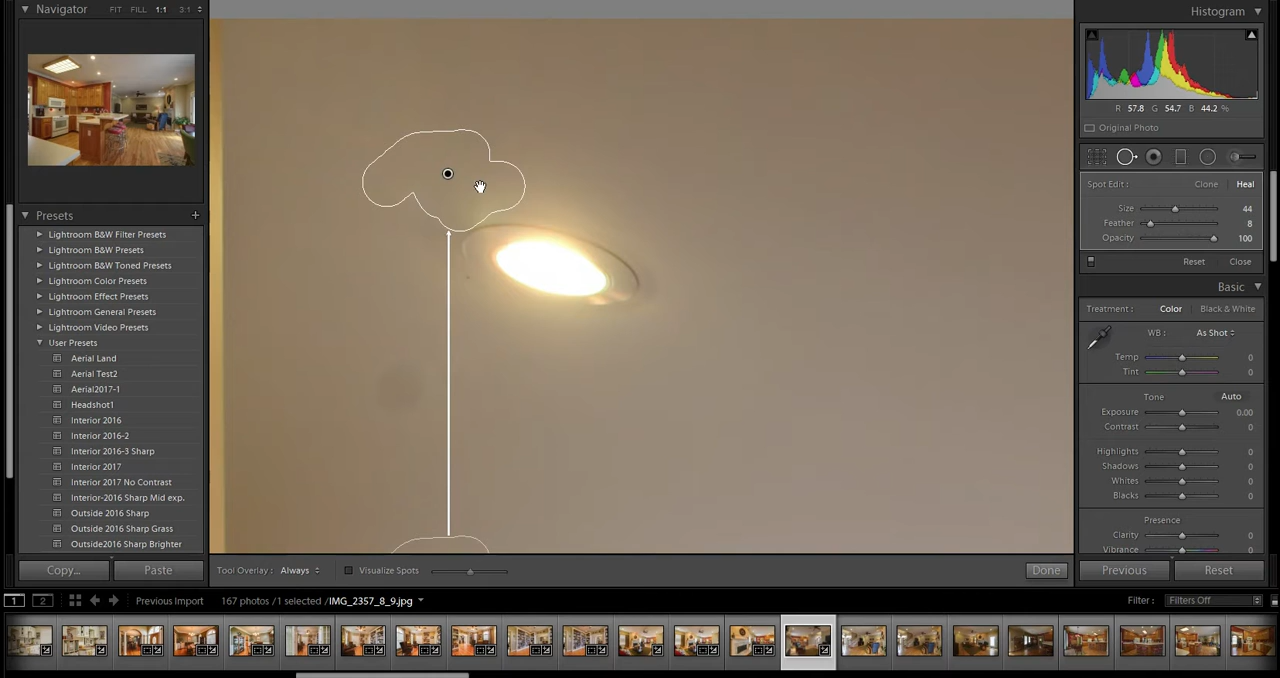 Navigator FIT FILL 1:1 3:1
Presets +
Lightroom B&W Filter Presets
Lightroom B&W Presets
Lightroom B&W Toned Presets
Lightroom Color Presets
Lightroom Effect Presets
Lightroom General Presets
Lightroom Video Presets
User Presets
Aerial Land
Aerial Test2
Aerial2017-1
Headshot1
Interior 2016
Interior 2016-2
Interior 2016-3 Sharp
Interior 2017
Interior 2017 No Contrast
Interior-2016 Sharp Mid exp.
Outside 2016 Sharp
Outside 2016 Sharp Grass
Outside2016 Sharp Brighter
Copy... Paste
Tool Overlay: Always Visualize Spots Done
Histogram
R 57.8 G 54.7 B 44.2 %
Original Photo
Spot Edit: Clone Heal
Size 44
Feather 8
Opacity 100
Reset Close
Basic
Treatment: Color Black & White
WB: As Shot
Temp 0
Tint 0
Tone Auto
Exposure 0.00
Contrast 0
Highlights 0
Shadows 0
Whites 0
Blacks 0
Presence
Clarity 0
Vibrance 0
Previous Reset
1 2 Previous Import 167 photos /1 selected /IMG_2357_8_9.jpg Filter: Filters Off